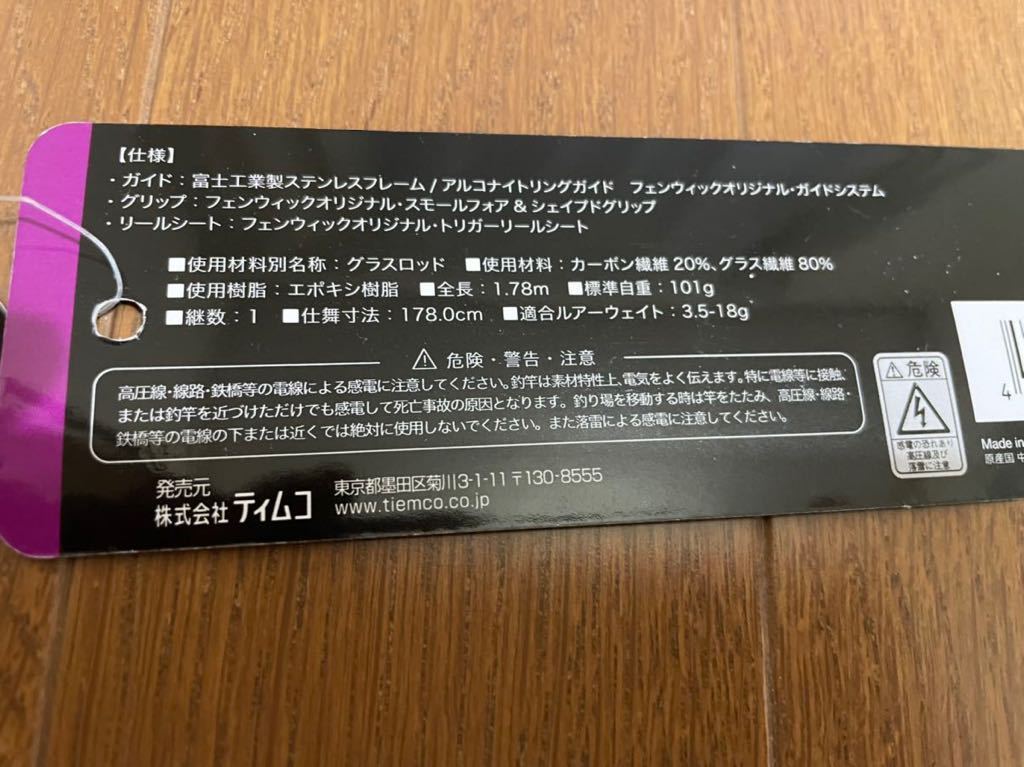 【仕様】
・ガイド：富士工業製ステンレスフレーム/アルコナイトリングガイド　フェンウィックオリジナル・ガイドシステム
・グリップ：フェンウィックオリジナル・スモールフォア＆シェイプドグリップ
・リールシート：フェンウィックオリジナル・トリガーリールシート
■使用材料別名称：グラスロッド　■使用材料：カーボン繊維20%、グラス繊維80%
■使用樹脂：エポキシ樹脂　■全長：1.78m　■標準自重：101g
■継数：1　■仕舞寸法：178.0cm　■適合ルアーウェイト：3.5-18g
⚠ 危険・警告・注意
高圧線・線路・鉄橋等の電線による感電に注意してください。釣竿は素材特性上、電気をよく伝えます。特に電線等に接触、
または釣竿を近づけただけでも感電して死亡事故の原因となります。釣り場を移動する時は竿をたたみ、高圧線・線路・
鉄橋等の電線の下または近くでは絶対に使用しないでください。また落雷による感電に注意してください。
⚠危険
感電の恐れあり
高圧線及び
落雷に注意
4
Made in
原産国 中
発売元
株式会社 ティムコ
東京都墨田区菊川3-1-11 〒130-8555
www.tiemco.co.jp